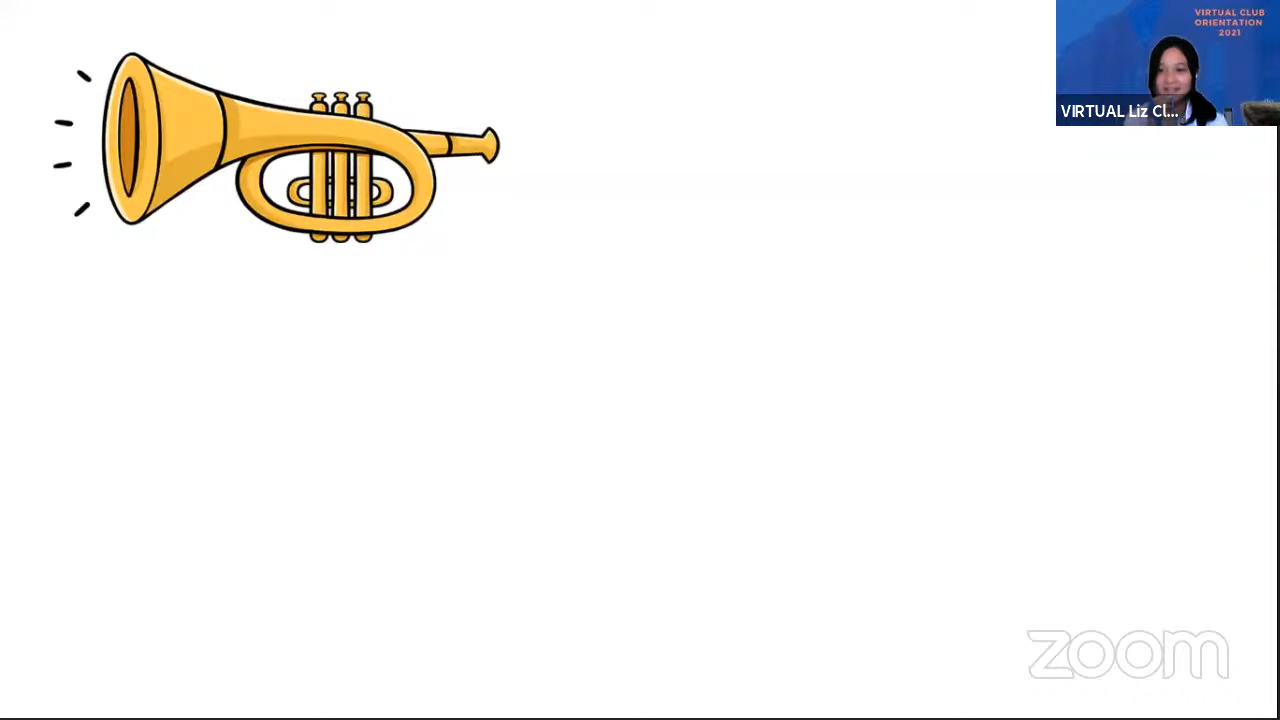 VIRTUAL CLUB
ORIENTATION
2021
VIRTUAL Liz Cl...
zoom